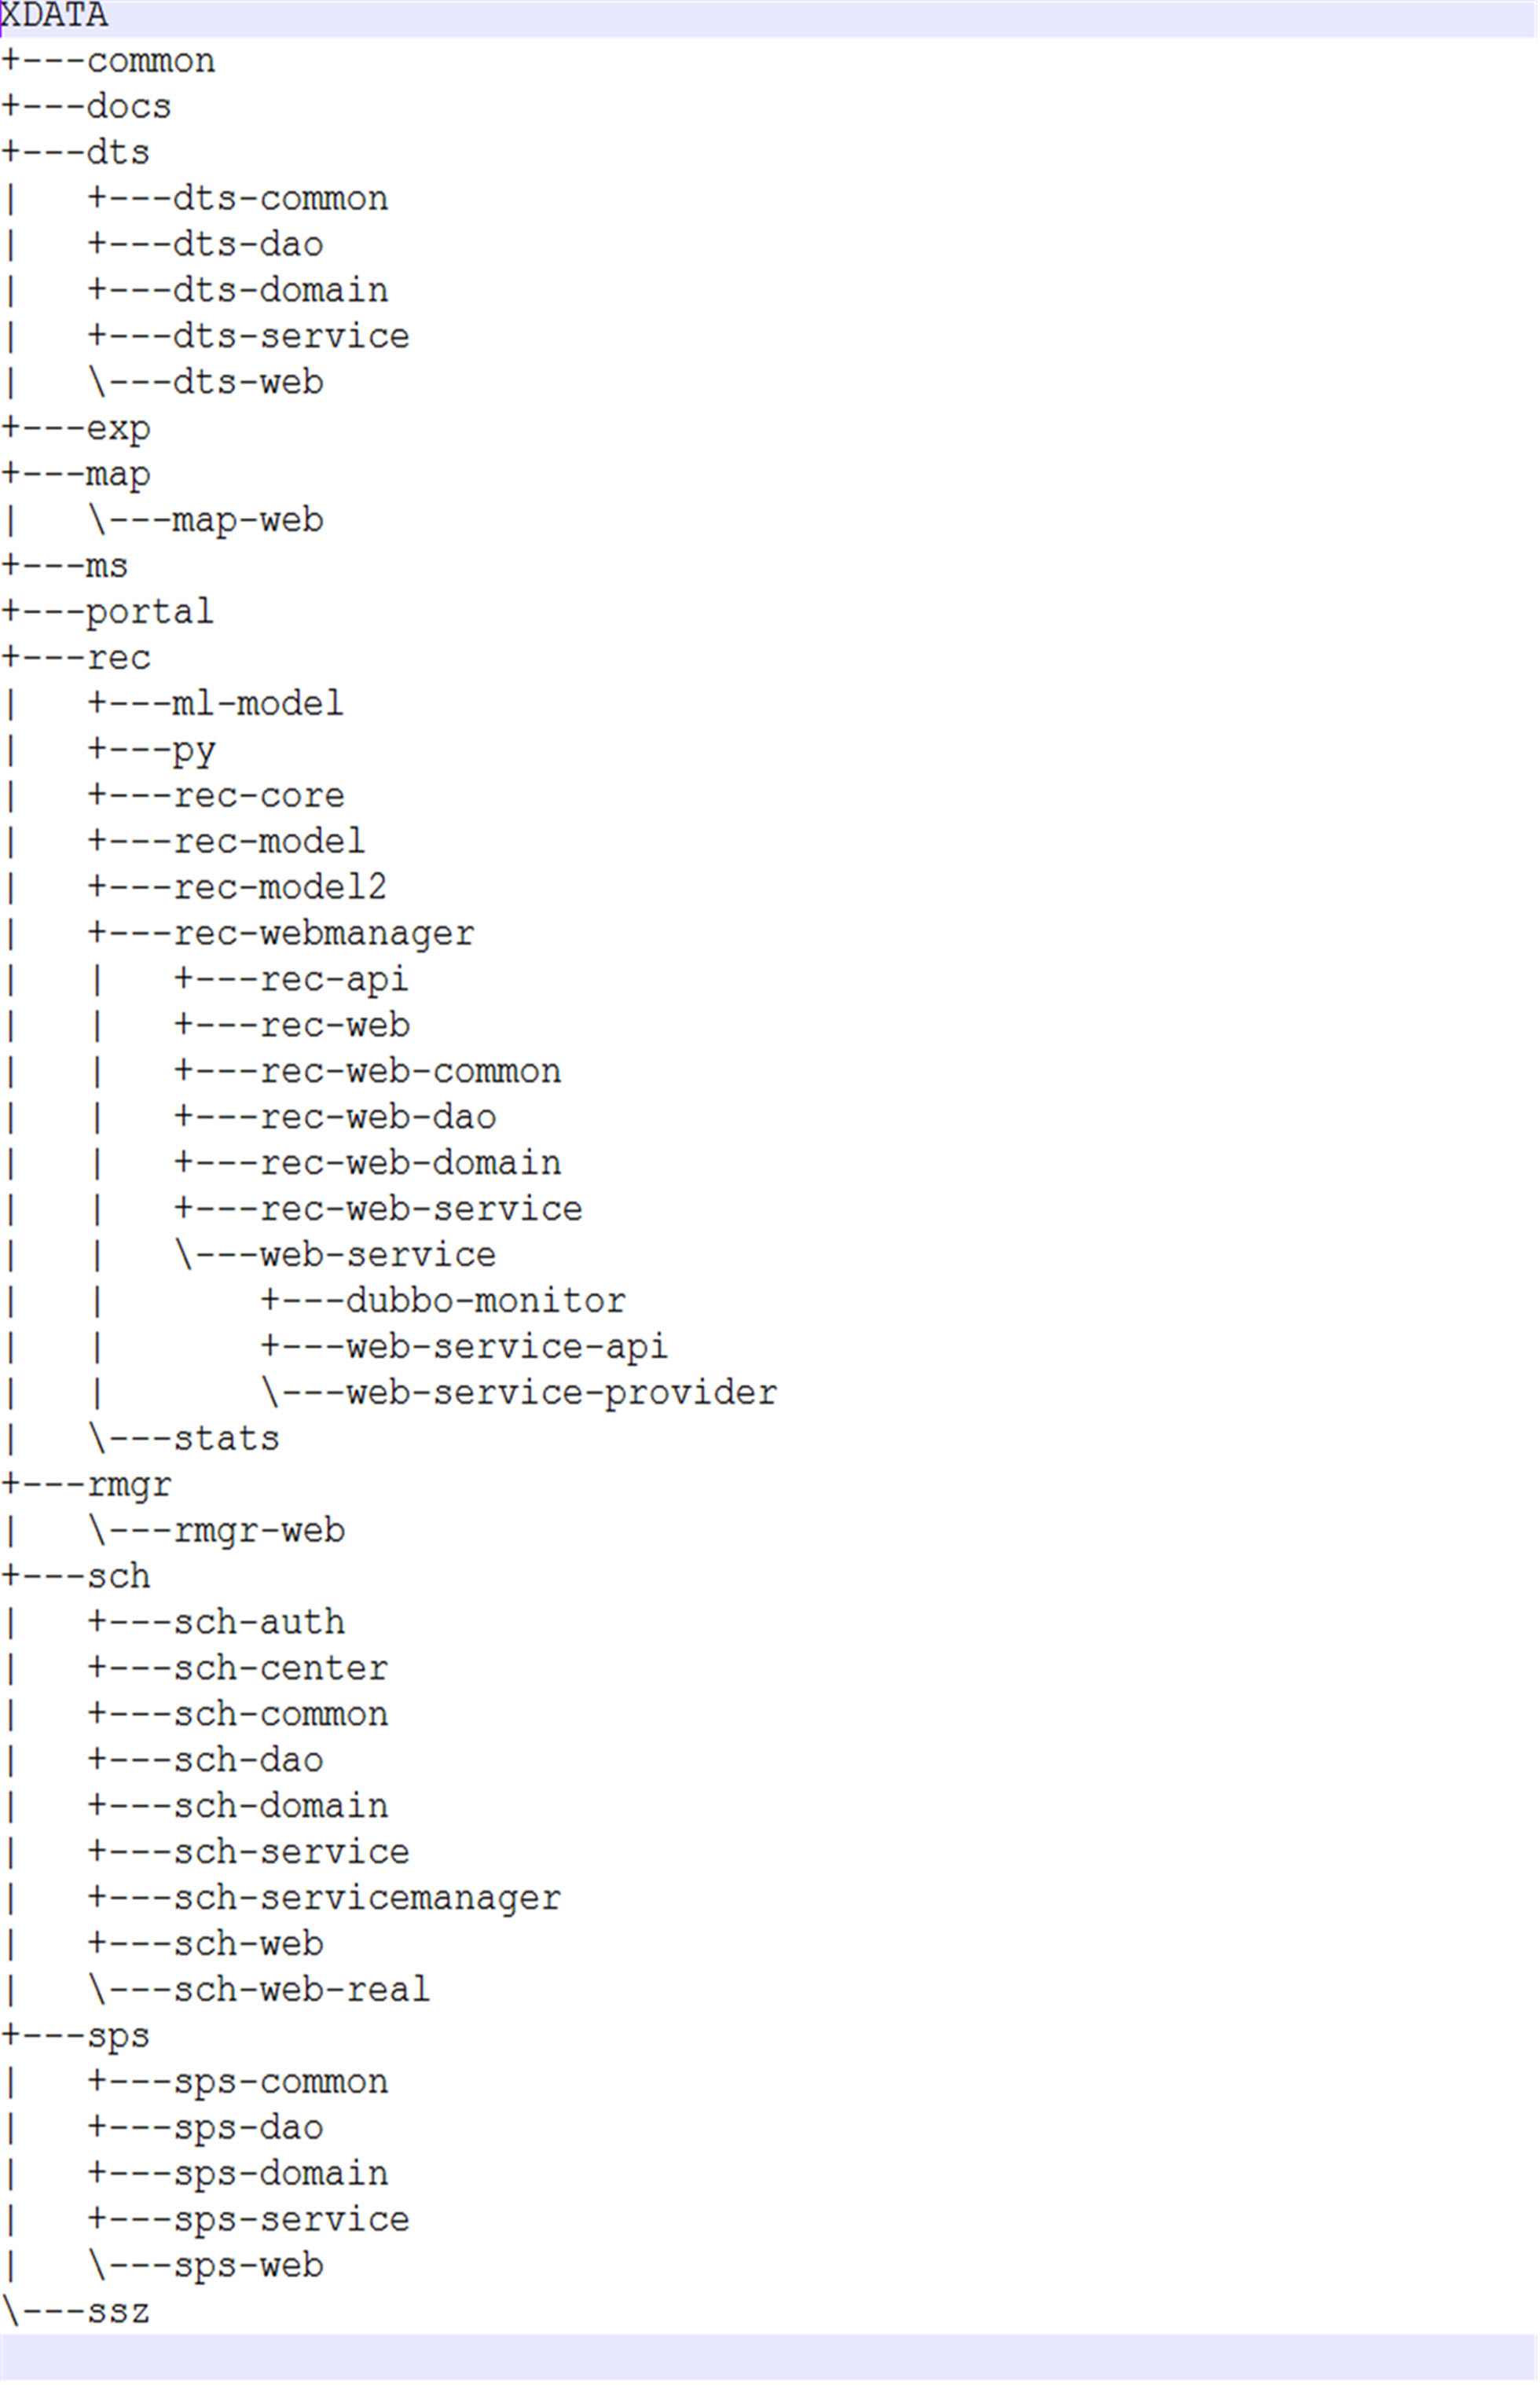 XDATA
+---common
+---docs
+---dts
|   +---dts-common
|   +---dts-dao
|   +---dts-domain
|   +---dts-service
|   \---dts-web
+---exp
+---map
|   \---map-web
+---ms
+---portal
+---rec
|   +---ml-model
|   +---py
|   +---rec-core
|   +---rec-model
|   +---rec-model2
|   +---rec-webmanager
|   |   +---rec-api
|   |   +---rec-web
|   |   +---rec-web-common
|   |   +---rec-web-dao
|   |   +---rec-web-domain
|   |   +---rec-web-service
|   |   \---web-service
|   |       +---dubbo-monitor
|   |       +---web-service-api
|   |       \---web-service-provider
|   \---stats
+---rmgr
|   \---rmgr-web
+---sch
|   +---sch-auth
|   +---sch-center
|   +---sch-common
|   +---sch-dao
|   +---sch-domain
|   +---sch-service
|   +---sch-servicemanager
|   +---sch-web
|   \---sch-web-real
+---sps
|   +---sps-common
|   +---sps-dao
|   +---sps-domain
|   +---sps-service
|   \---sps-web
\---ssz